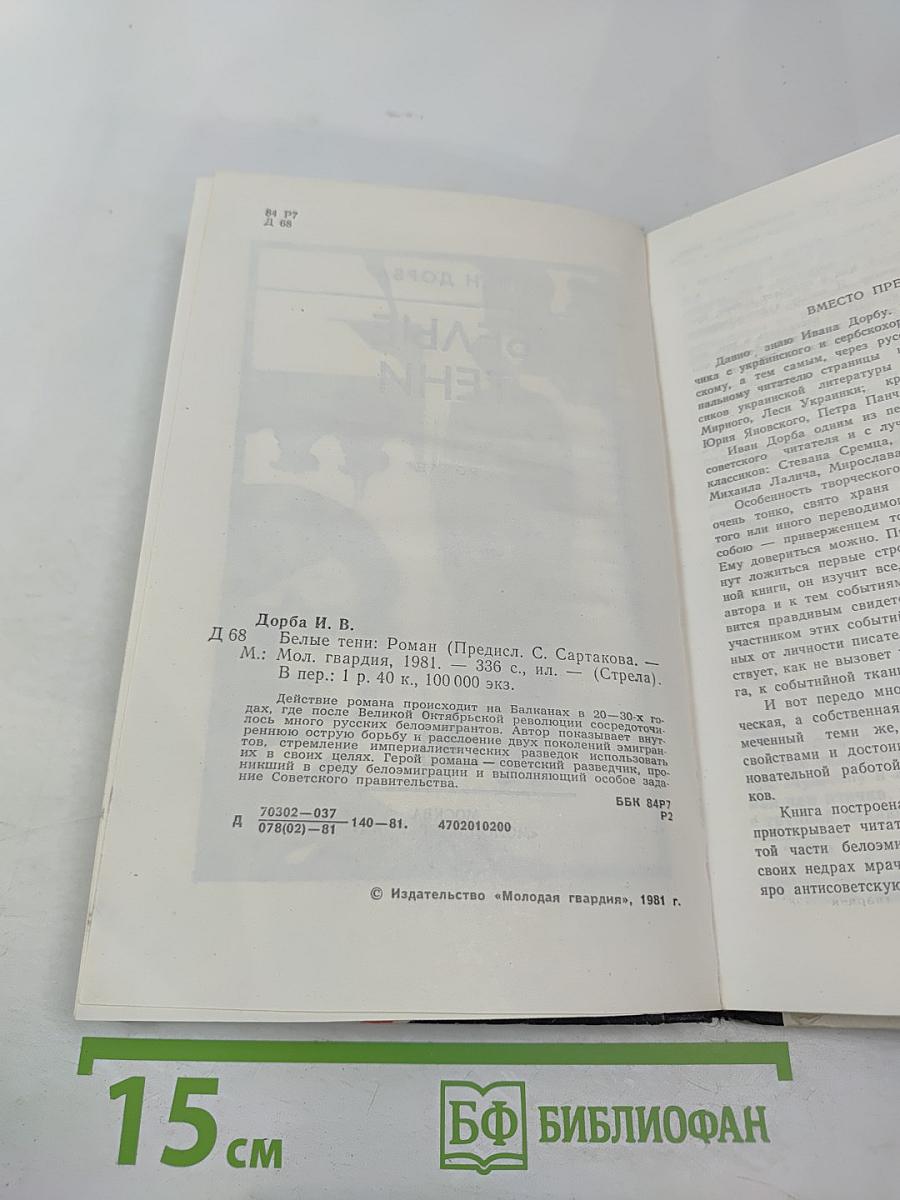 84 Р7
Д 68
Дорба И. В.
Д 68 Белые тени: Роман (Предисл. С. Сартакова. —
М.: Мол. гвардия, 1981. — 336 с., ил. — (Стрела).
В пер.: 1 р. 40 к., 100 000 экз.
Действие романа происходит на Балканах в 20—30-х го-
дах, где после Великой Октябрьской революции сосредоточи-
лось много русских белоэмигрантов. Автор показывает внут-
реннюю острую борьбу и расслоение двух поколений эмигран-
тов, стремление империалистических разведок использовать
их в своих целях. Герой романа — советский разведчик, про-
никший в среду белоэмиграции и выполняющий особое зада-
ние Советского правительства.
ББК 84Р7
Р2
Д 70302—037
078(02)—81 140—81. 4702010200
© Издательство «Молодая гвардия», 1981 г.
ВМЕСТО ПРЕ
Давно знаю Ивана Дорбу.
чика с украинского и сербскохор
скому, а тем самым, через рус
нальному читателю страницы
сиков украинской литературы
Мирного, Леси Украинки; кр
Юрия Яновского, Петра Панч
Иван Дорба одним из пе
советского читателя и с луч
классиков: Стевана Сремца,
Михаила Лалича, Мирослава
Особенность творческого
очень тонко, свято храня
того или иного переводимог
собою — приверженцем то
Ему довериться можно. П
нут ложиться первые стро
ной книги, он изучит все,
автора и к тем событиям
вится правдивым свидет
участником этих событий
ных от личности писате
ствует, как не вызовет
га, к событийной ткани
И вот передо мно
ческая, а собственная
меченный теми же,
свойствами и достоин
новательной работой
ков.
Книга построена
приоткрывает читат
той части белоэми
своих недрах мрач
яро антисоветскую
15 см
БФ БИБЛИОФАН